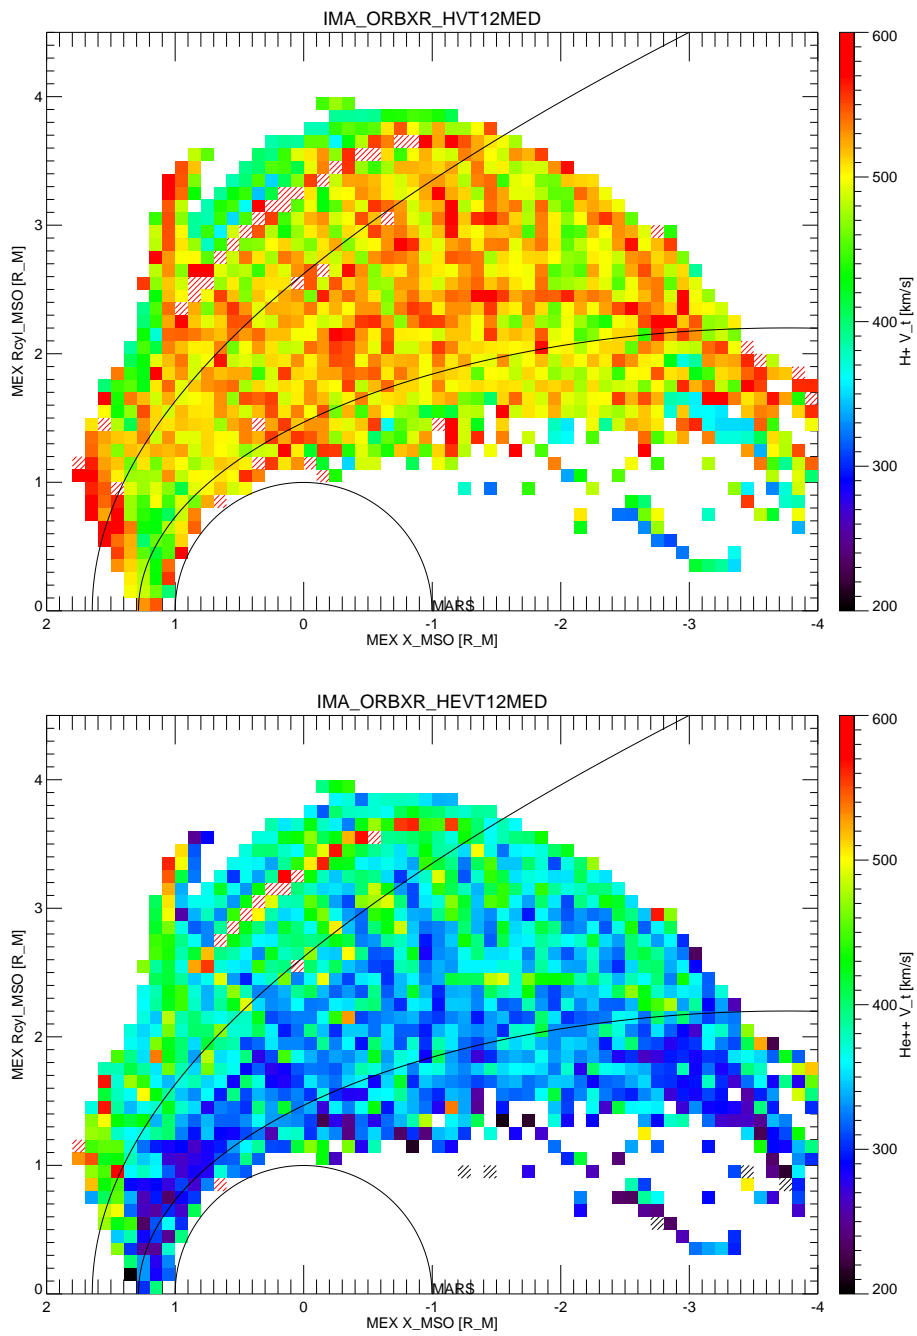 IMA_ORBXR_HVT12MED
600
4
500
3
MEX Rcyl_MSO [R_M]
H+ V_t [km/s]
400
2
300
1
MARS
0
200
2 1 0 -1 -2 -3 -4
MEX X_MSO [R_M]
IMA_ORBXR_HEVT12MED
600
4
500
3
MEX Rcyl_MSO [R_M]
He++ V_t [km/s]
400
2
300
1
MARS
0
200
2 1 0 -1 -2 -3 -4
MEX X_MSO [R_M]